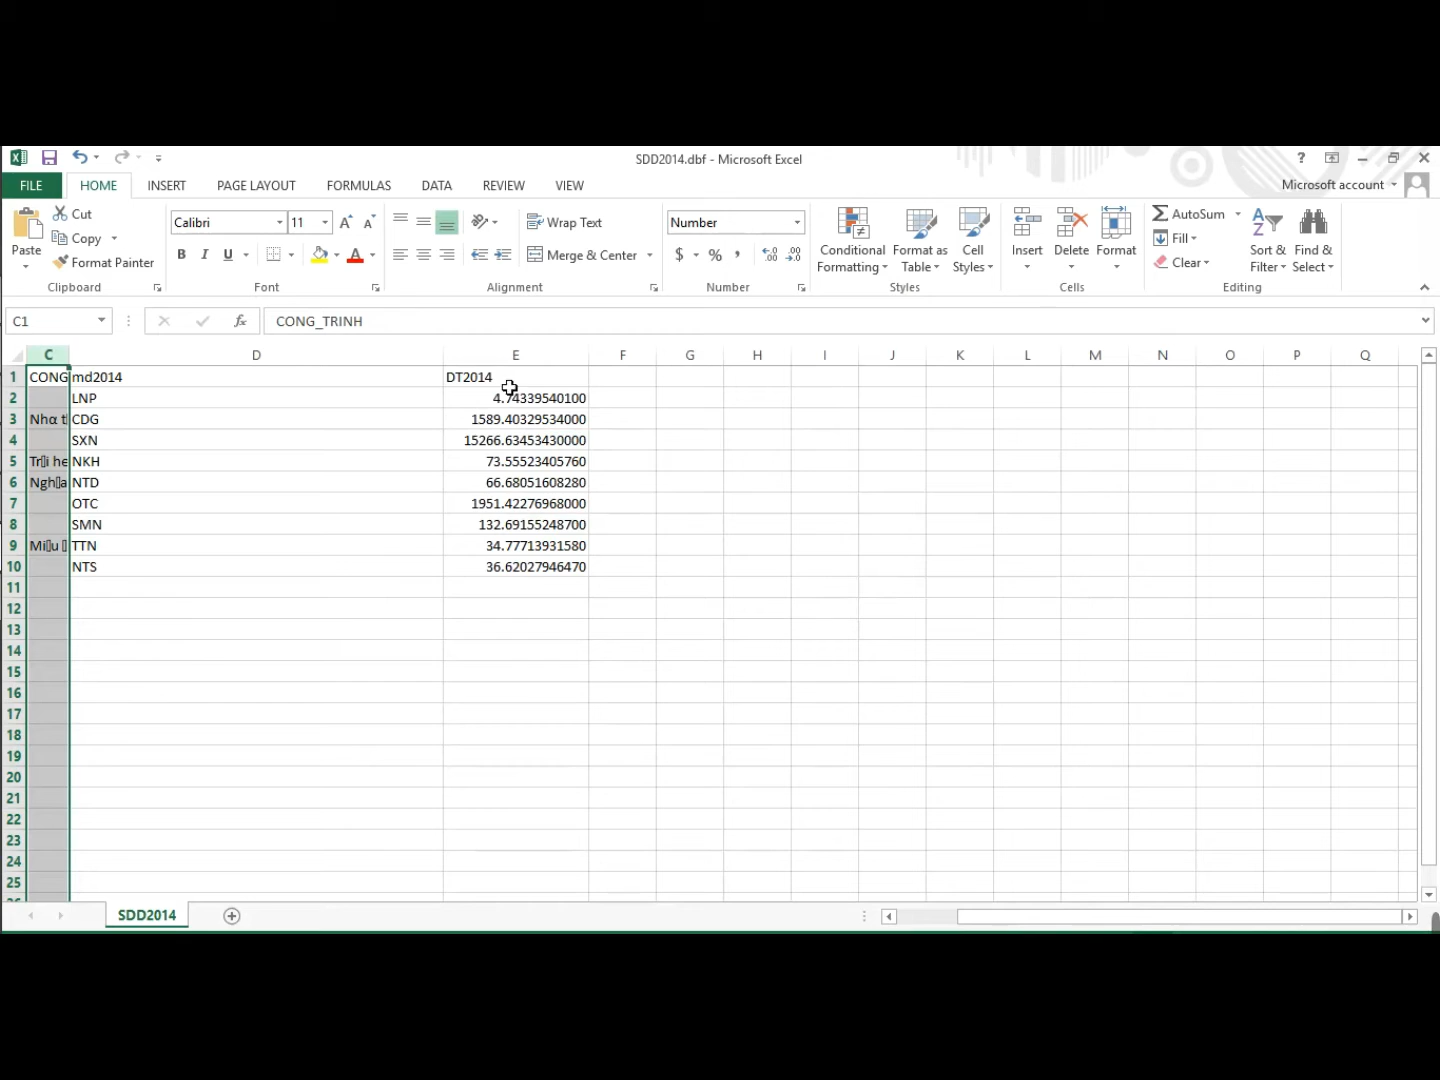 SDD2014.dbf - Microsoft Excel
?
FILE HOME INSERT PAGE LAYOUT FORMULAS DATA REVIEW VIEW Microsoft account
Paste
Cut
Copy
Format Painter
Clipboard
Calibri 11
B I U
Font
Wrap Text
Merge & Center
Alignment
Number
$ % ,
Number
Conditional Formatting
Format as Table
Cell Styles
Styles
Insert
Delete
Format
Cells
AutoSum
Fill
Clear
Sort & Filter
Find & Select
Editing
C1 fx CONG_TRINH
C D E F G H I J K L M N O P Q
1 CONG md2014 DT2014
2 LNP 4.74339540100
3 CDG 1589.40329534000
4 SXN 15266.63453430000
5 NKH 73.55523405760
6 NTD 66.68051608280
7 OTC 1951.42276968000
8 SMN 132.69155248700
9 TTN 34.77713931580
10 NTS 36.62027946470
11
12
13
14
15
16
17
18
19
20
21
22
23
24
25
SDD2014